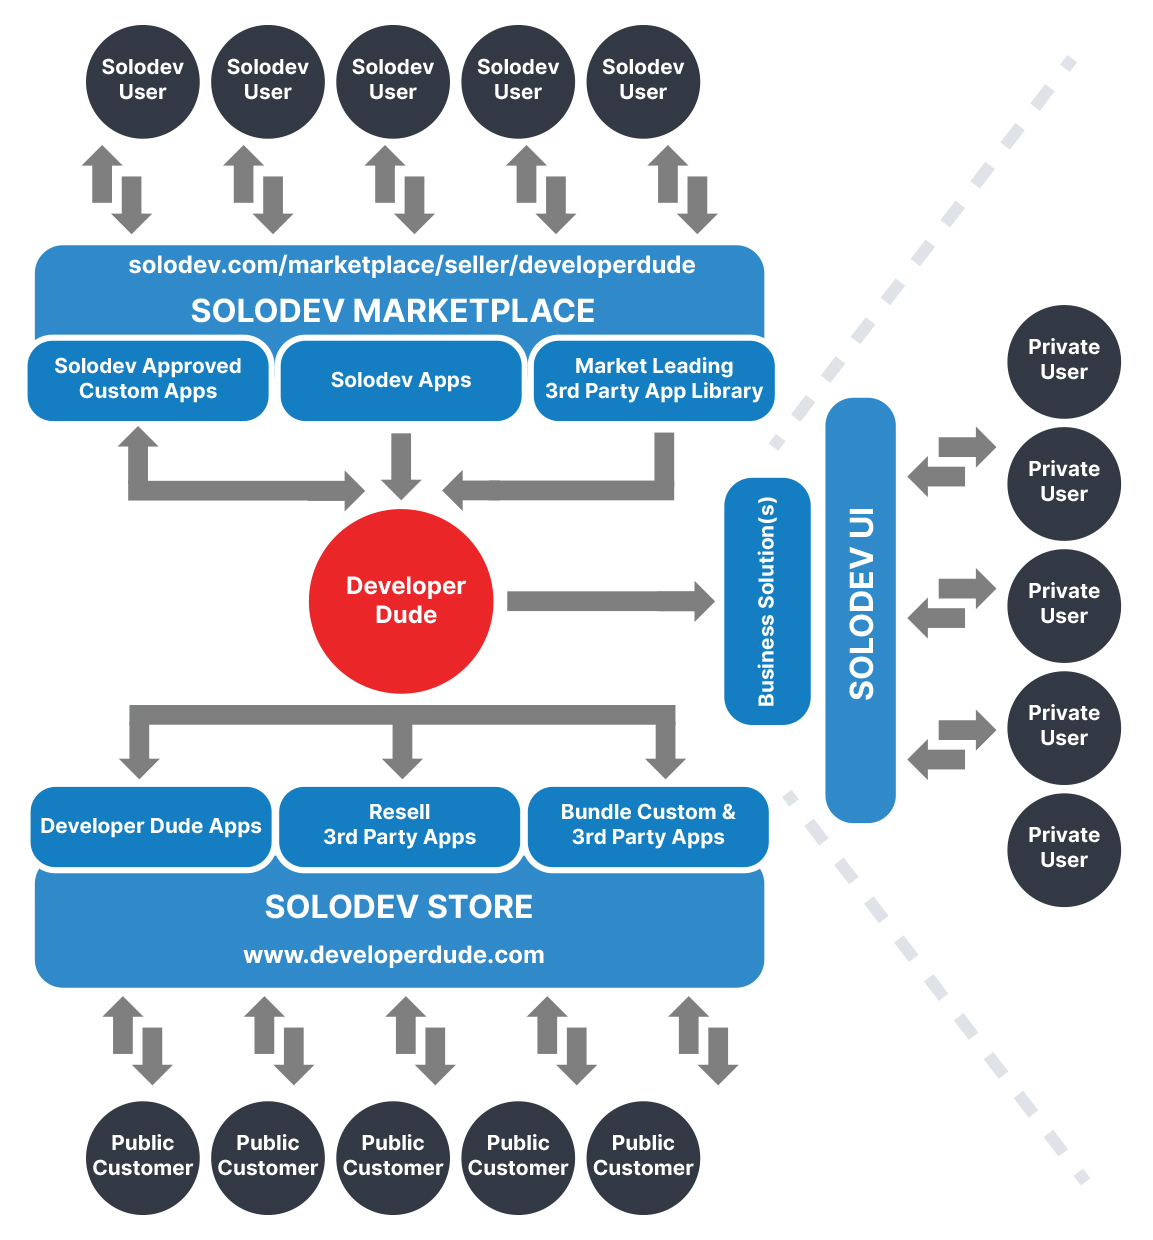 Solodev
User
Solodev
User
Solodev
User
Solodev
User
Solodev
User
solodev.com/marketplace/seller/developerdude
SOLODEV MARKETPLACE
Solodev Approved
Custom Apps
Solodev Apps
Market Leading
3rd Party App Library
Developer
Dude
Business Solution(s)
SOLODEV UI
Private
User
Private
User
Private
User
Private
User
Private
User
Developer Dude Apps
Resell
3rd Party Apps
Bundle Custom &
3rd Party Apps
SOLODEV STORE
www.developerdude.com
Public
Customer
Public
Customer
Public
Customer
Public
Customer
Public
Customer